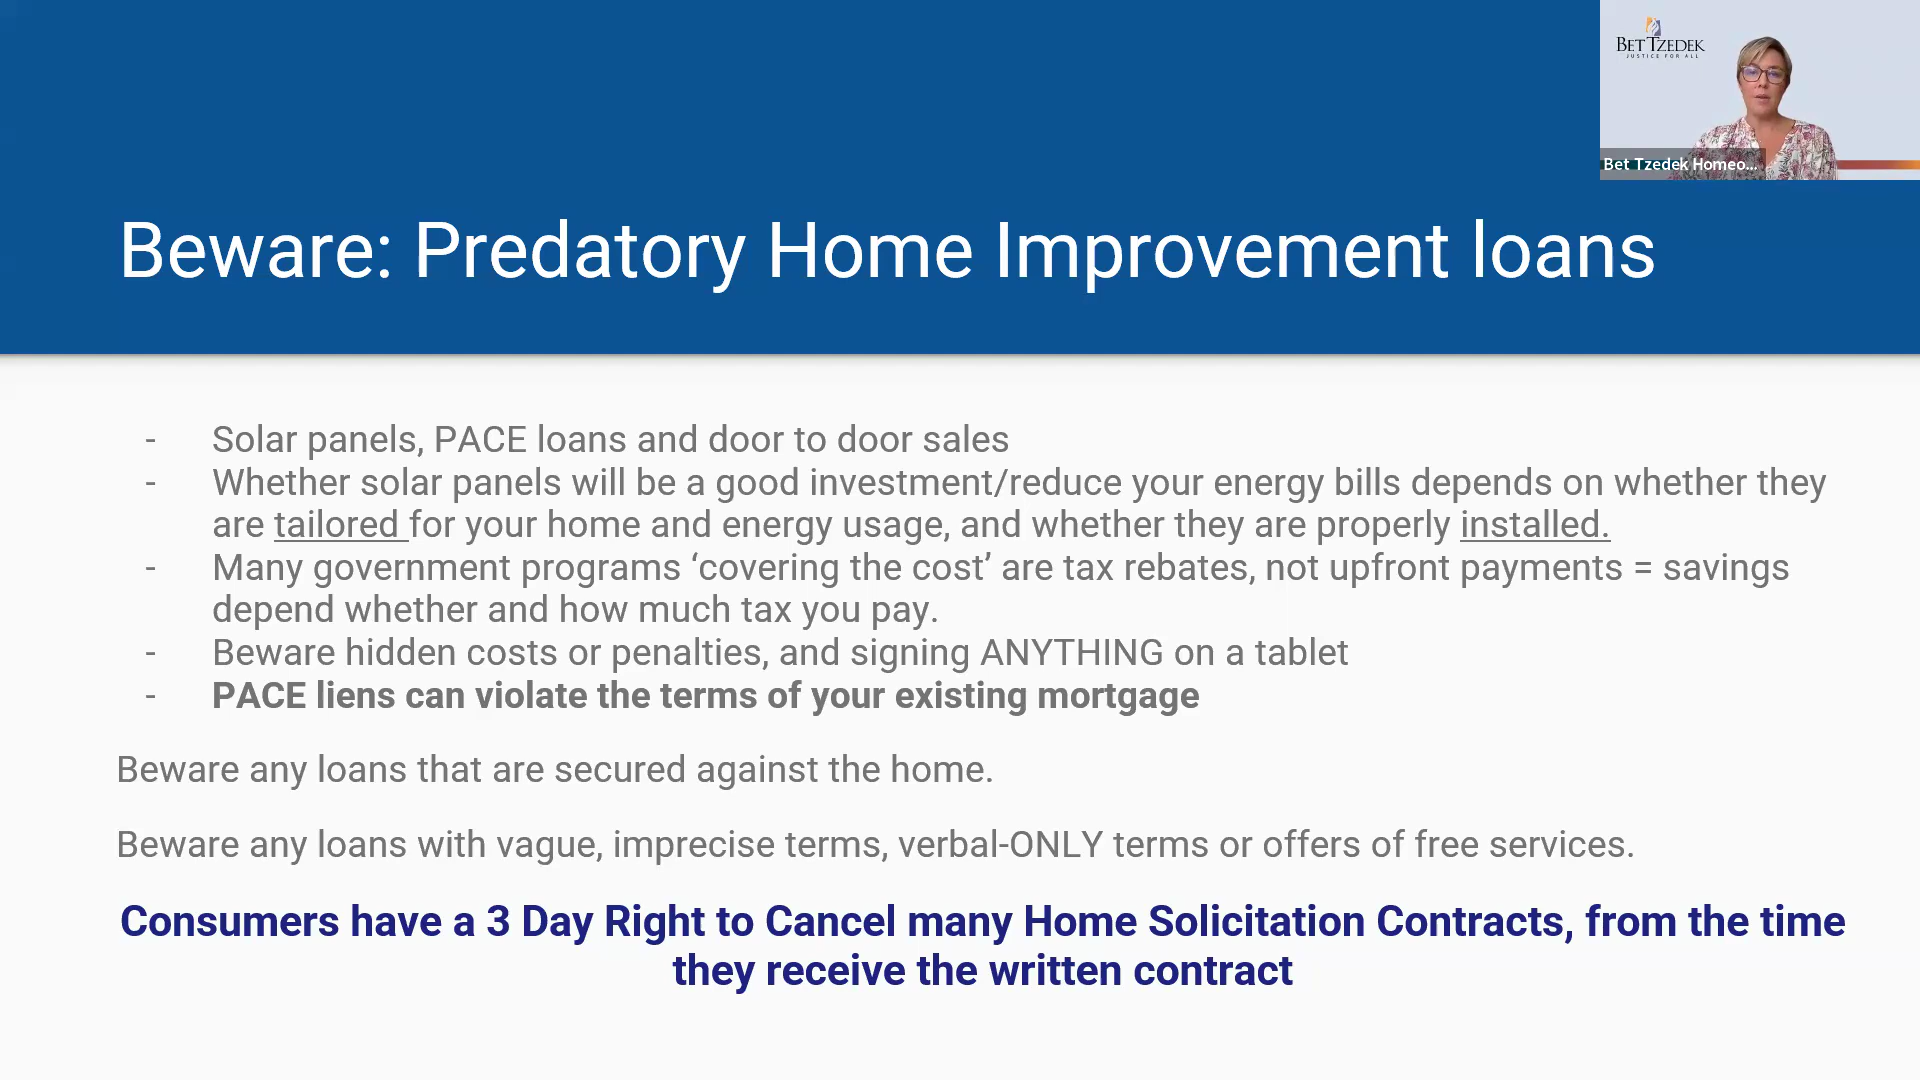 BET TZEDEK
JUSTICE FOR ALL
Bet Tzedek Homeo...
Beware: Predatory Home Improvement loans
- Solar panels, PACE loans and door to door sales
- Whether solar panels will be a good investment/reduce your energy bills depends on whether they
are tailored for your home and energy usage, and whether they are properly installed.
- Many government programs ‘covering the cost’ are tax rebates, not upfront payments = savings
depend whether and how much tax you pay.
- Beware hidden costs or penalties, and signing ANYTHING on a tablet
- PACE liens can violate the terms of your existing mortgage
Beware any loans that are secured against the home.
Beware any loans with vague, imprecise terms, verbal-ONLY terms or offers of free services.
Consumers have a 3 Day Right to Cancel many Home Solicitation Contracts, from the time
they receive the written contract